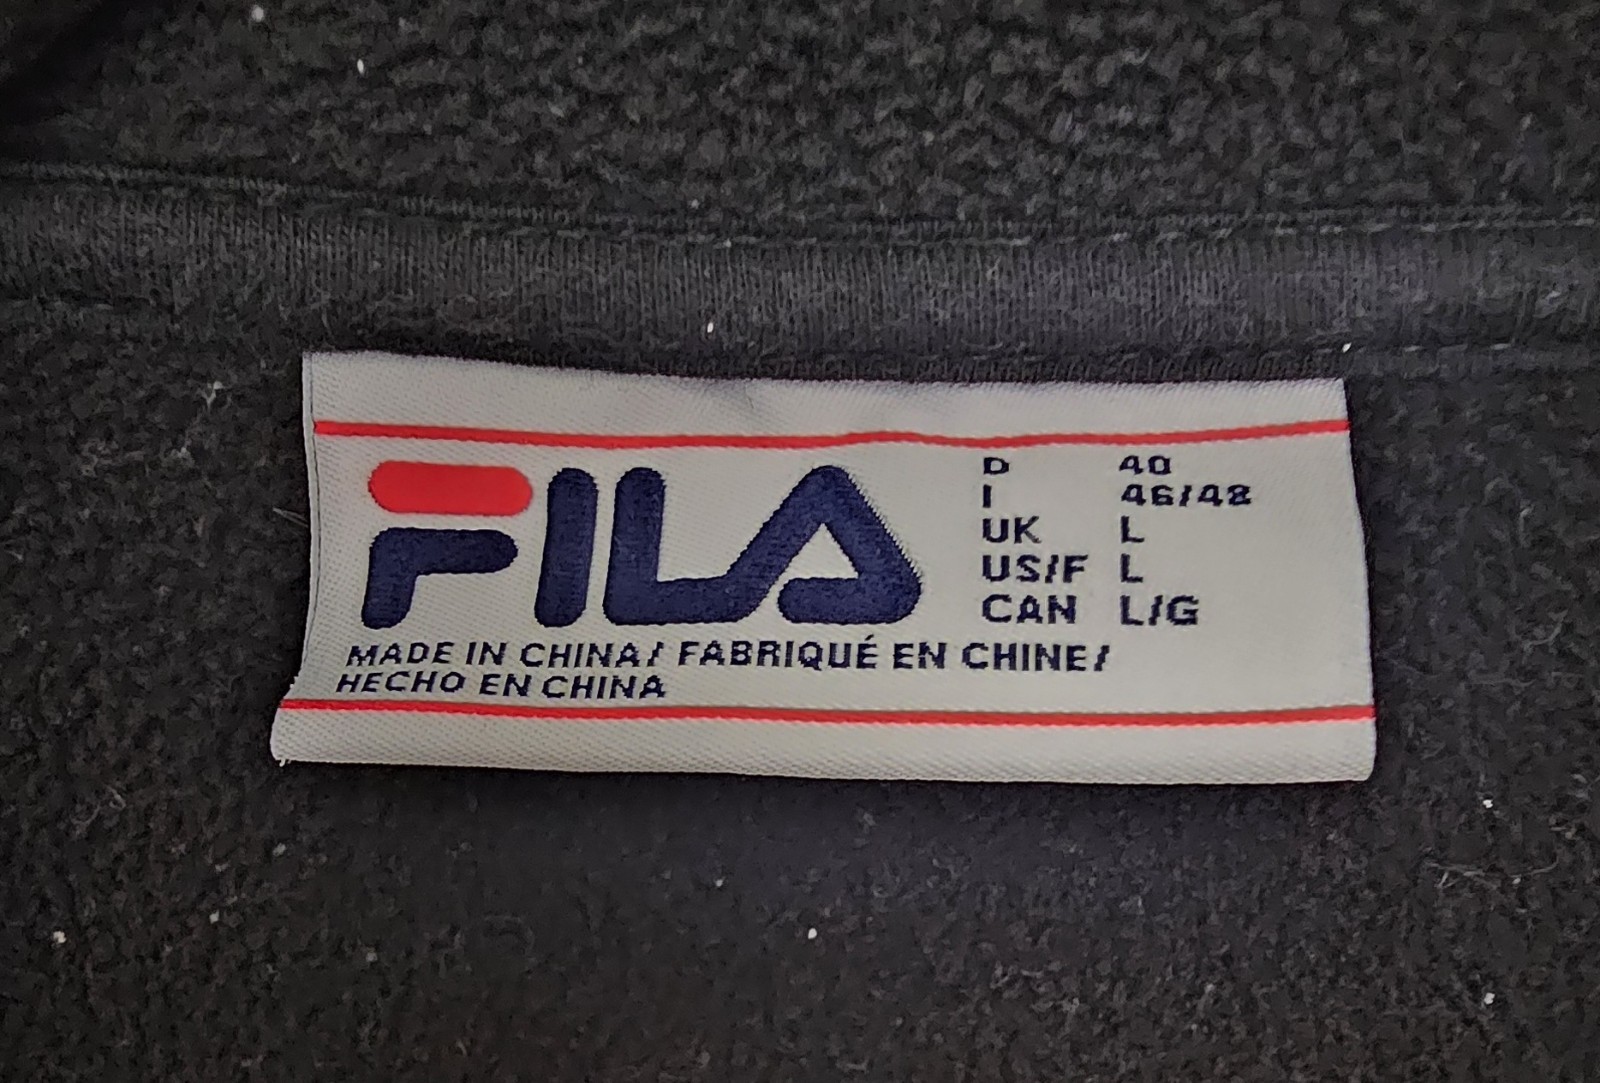 FILA
D 40
I 46/48
UK L
US/F L
CAN L/G
MADE IN CHINA/ FABRIQUÉ EN CHINE/
HECHO EN CHINA